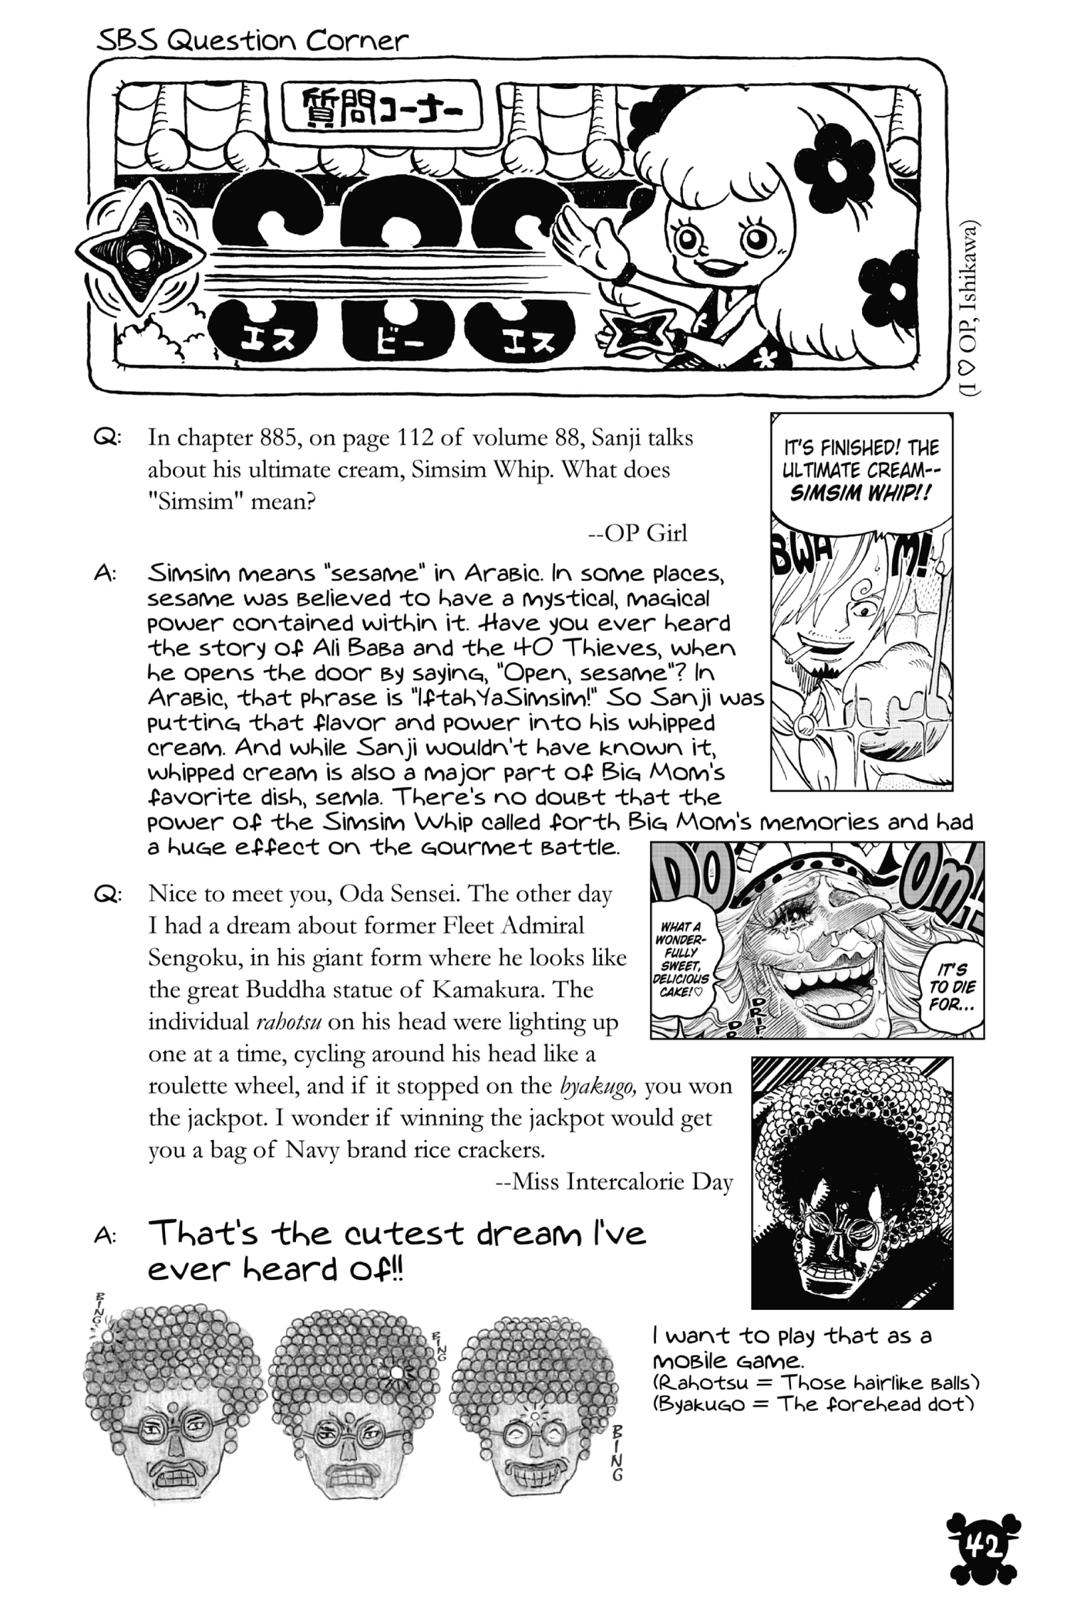 SBS Question Corner
質問コーナー
SBS
エス ビー エス
(I ♡ OP, Ishikawa)
Q: In chapter 885, on page 112 of volume 88, Sanji talks
about his ultimate cream, Simsim Whip. What does
"Simsim" mean?
--OP Girl
IT'S FINISHED! THE
ULTIMATE CREAM--
SIMSIM WHIP!!
BWAM!
A: Simsim means "sesame" in Arabic. In some places,
sesame was believed to have a mystical, magical
power contained within it. Have you ever heard
the story of Ali Baba and the 40 Thieves, when
he opens the door by saying, "Open, sesame"? In
Arabic, that phrase is "IftahYaSimsim!" So Sanji was
putting that flavor and power into his whipped
cream. And while Sanji wouldn't have known it,
whipped cream is also a major part of Big Mom's
favorite dish, semla. There's no doubt that the
power of the Simsim Whip called forth Big Mom's memories and had
a huge effect on the gourmet battle.
DOOM!!
WHAT A
WONDER-
FULLY
SWEET,
DELICIOUS
CAKE!♡
IT'S
TO DIE
FOR...
DRIP
DR
Q: Nice to meet you, Oda Sensei. The other day
I had a dream about former Fleet Admiral
Sengoku, in his giant form where he looks like
the great Buddha statue of Kamakura. The
individual rahotsu on his head were lighting up
one at a time, cycling around his head like a
roulette wheel, and if it stopped on the byakugo, you won
the jackpot. I wonder if winning the jackpot would get
you a bag of Navy brand rice crackers.
--Miss Intercalorie Day
A: That's the cutest dream I've
ever heard of!!
BING
BING
BING
I want to play that as a
mobile game.
(Rahotsu = Those hairlike balls)
(Byakugo = The forehead dot)
42